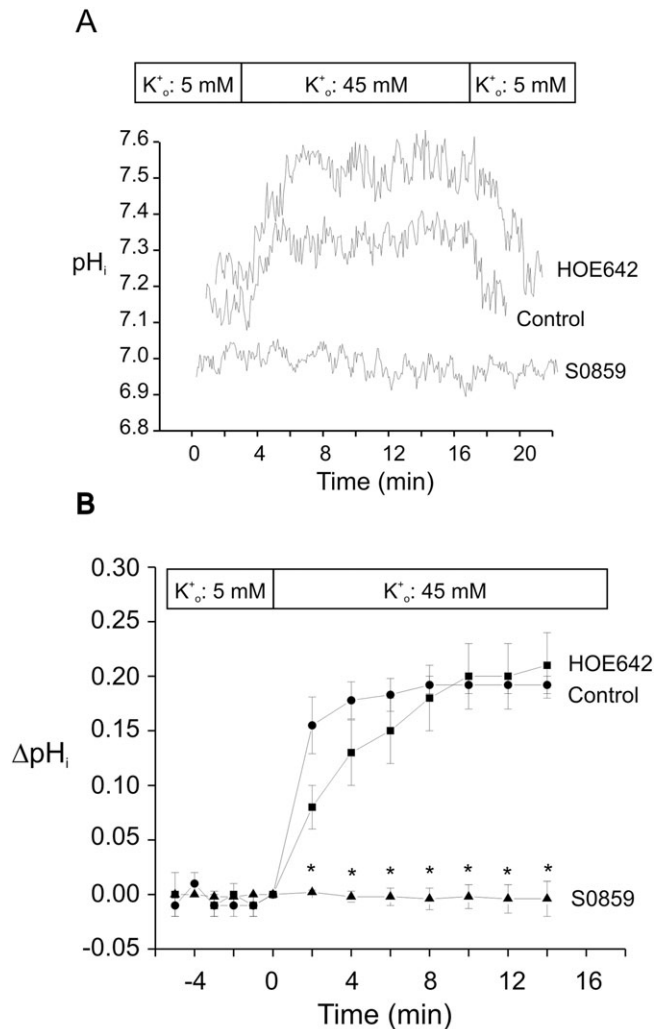 A
K⁺ₒ: 5 mM K⁺ₒ: 45 mM K⁺ₒ: 5 mM
7.6
7.5
7.4
7.3
7.2
7.1
7.0
6.9
6.8
pHᵢ
HOE642
Control
S0859
0 4 8 12 16 20
Time (min)
B
0.30
0.25
0.20
0.15
0.10
0.05
0.00
-0.05
K⁺ₒ: 5 mM K⁺ₒ: 45 mM
ΔpHᵢ
HOE642
Control
* * * * * * *
S0859
-4 0 4 8 12 16
Time (min)